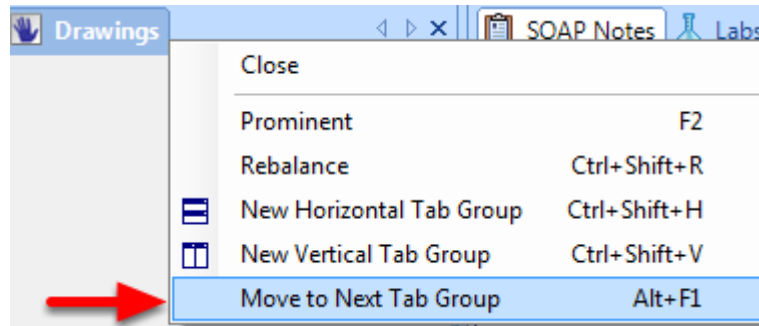 Drawings
SOAP Notes
Labs
Close
Prominent F2
Rebalance Ctrl+Shift+R
New Horizontal Tab Group Ctrl+Shift+H
New Vertical Tab Group Ctrl+Shift+V
Move to Next Tab Group Alt+F1